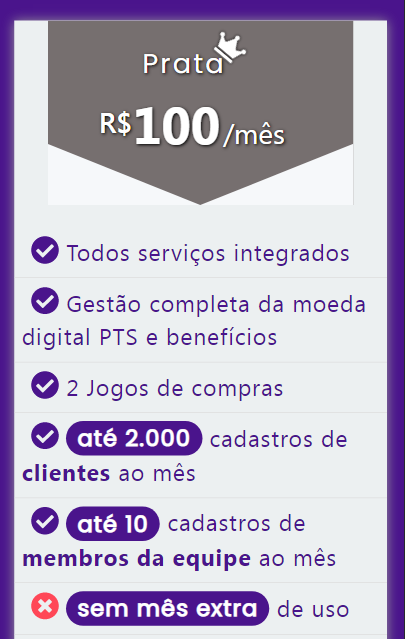 Prata
R$100/mês
Todos serviços integrados
Gestão completa da moeda
digital PTS e benefícios
2 Jogos de compras
até 2.000 cadastros de
clientes ao mês
até 10 cadastros de
membros da equipe ao mês
sem mês extra de uso